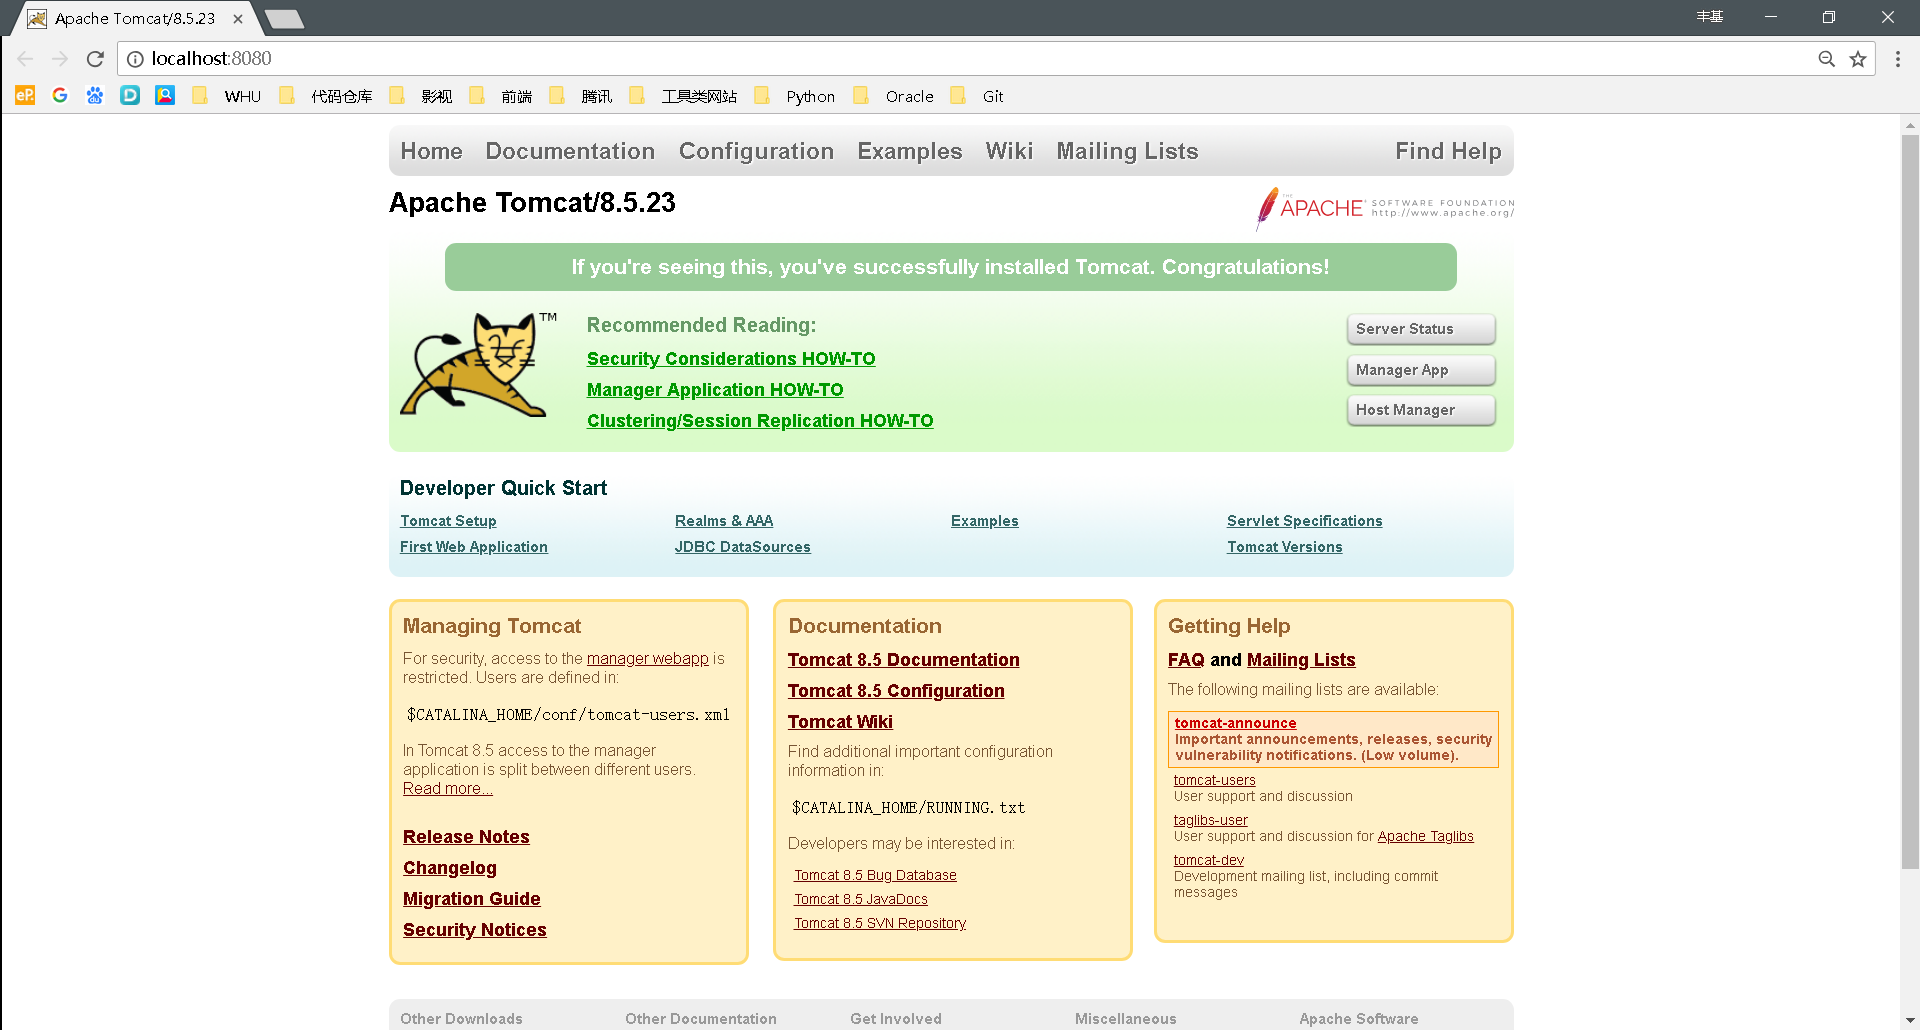 Apache Tomcat/8.5.23
丰基
localhost:8080
WHU 代码仓库 影视 前端 腾讯 工具类网站 Python Oracle Git
Home Documentation Configuration Examples Wiki Mailing Lists Find Help
Apache Tomcat/8.5.23
THE APACHE SOFTWARE FOUNDATION
http://www.apache.org/
If you're seeing this, you've successfully installed Tomcat. Congratulations!
TM
Recommended Reading:
Security Considerations HOW-TO
Manager Application HOW-TO
Clustering/Session Replication HOW-TO
Server Status
Manager App
Host Manager
Developer Quick Start
Tomcat Setup
First Web Application
Realms & AAA
JDBC DataSources
Examples
Servlet Specifications
Tomcat Versions
Managing Tomcat
For security, access to the manager webapp is
restricted. Users are defined in:
$CATALINA_HOME/conf/tomcat-users.xml
In Tomcat 8.5 access to the manager
application is split between different users.
Read more...
Release Notes
Changelog
Migration Guide
Security Notices
Documentation
Tomcat 8.5 Documentation
Tomcat 8.5 Configuration
Tomcat Wiki
Find additional important configuration
information in:
$CATALINA_HOME/RUNNING.txt
Developers may be interested in:
Tomcat 8.5 Bug Database
Tomcat 8.5 JavaDocs
Tomcat 8.5 SVN Repository
Getting Help
FAQ and Mailing Lists
The following mailing lists are available:
tomcat-announce
Important announcements, releases, security
vulnerability notifications. (Low volume).
tomcat-users
User support and discussion
taglibs-user
User support and discussion for Apache Taglibs
tomcat-dev
Development mailing list, including commit
messages
Other Downloads Other Documentation Get Involved Miscellaneous Apache Software